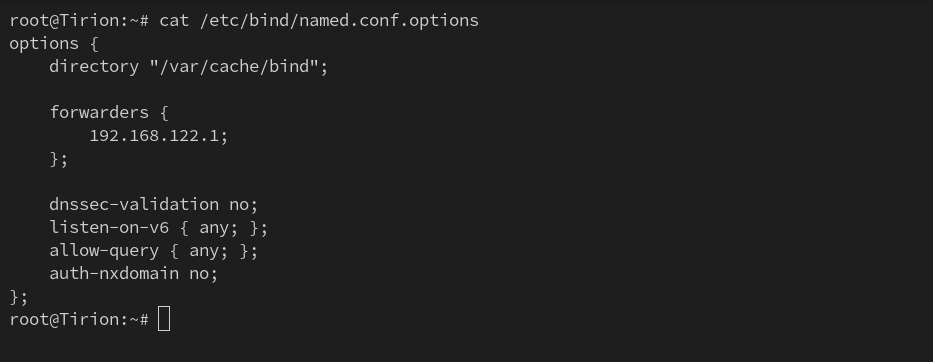 root@Tirion:~# cat /etc/bind/named.conf.options
options {
    directory "/var/cache/bind";

    forwarders {
        192.168.122.1;
    };

    dnssec-validation no;
    listen-on-v6 { any; };
    allow-query { any; };
    auth-nxdomain no;
};
root@Tirion:~#